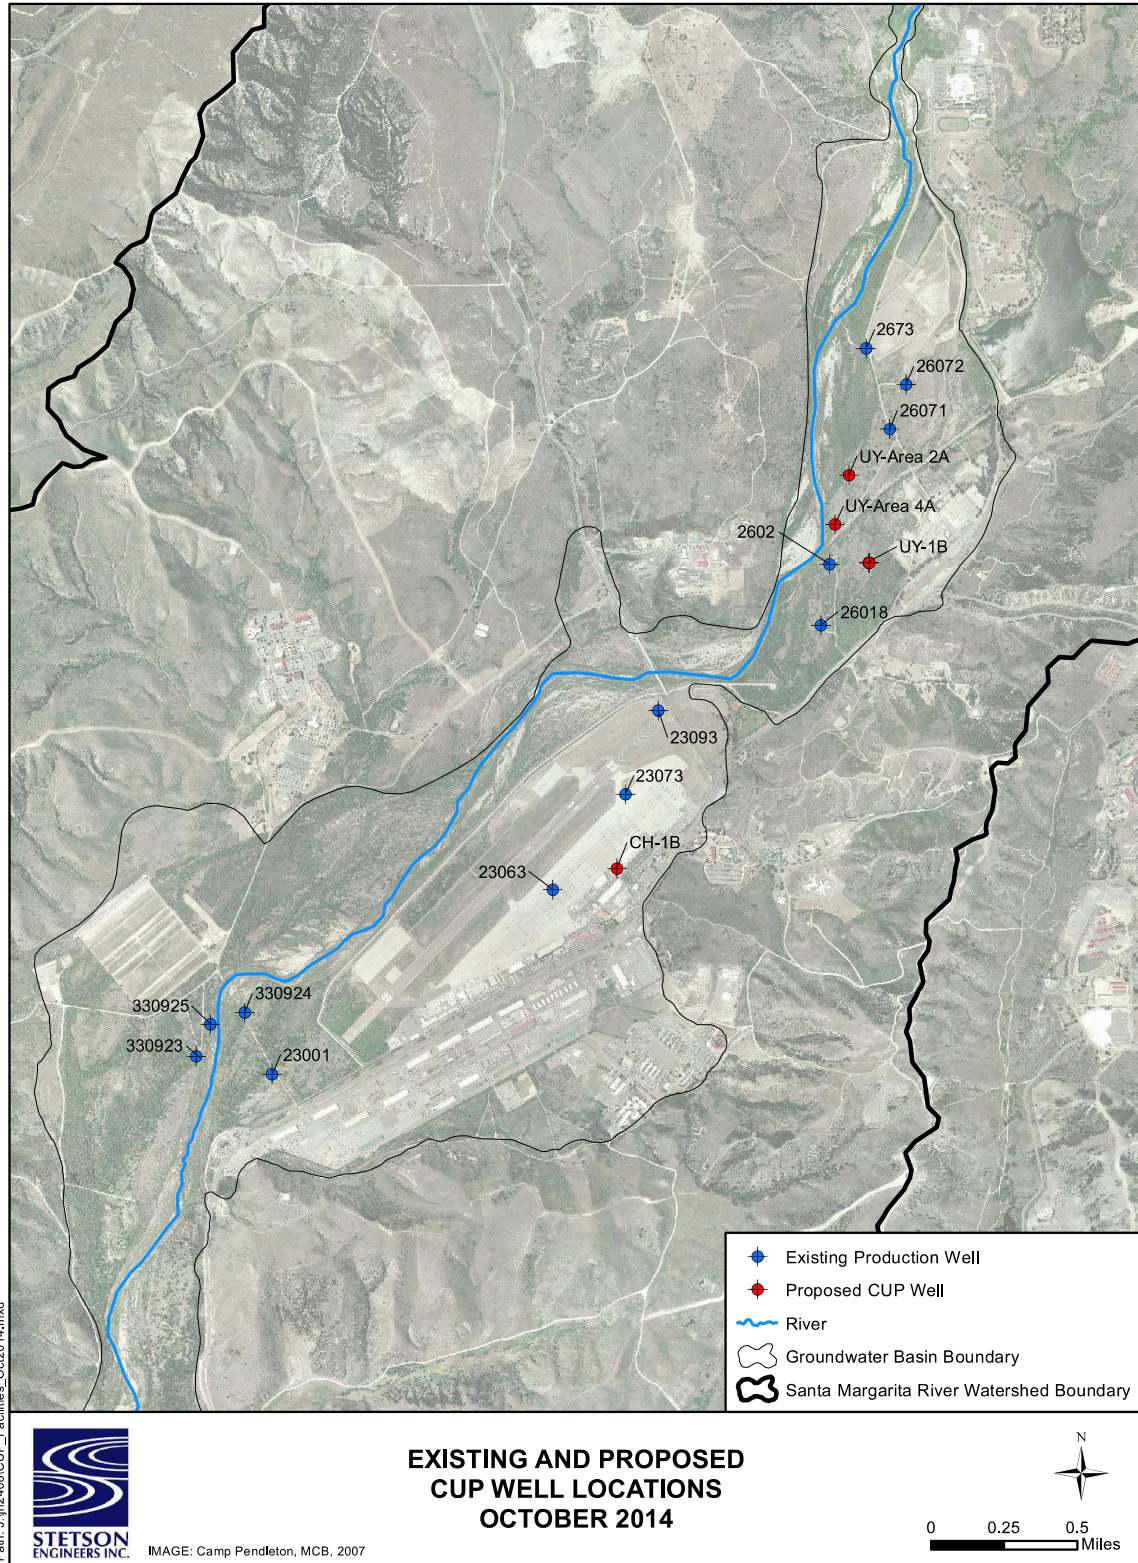 2673
26072
26071
UY-Area 2A
UY-Area 4A
2602
UY-1B
26018
23093
23073
CH-1B
23063
330924
330925
330923
23001
Existing Production Well
Proposed CUP Well
River
Groundwater Basin Boundary
Santa Margarita River Watershed Boundary
STETSON
ENGINEERS INC.
IMAGE: Camp Pendleton, MCB, 2007
EXISTING AND PROPOSED
CUP WELL LOCATIONS
OCTOBER 2014
N
0 0.25 0.5
Miles